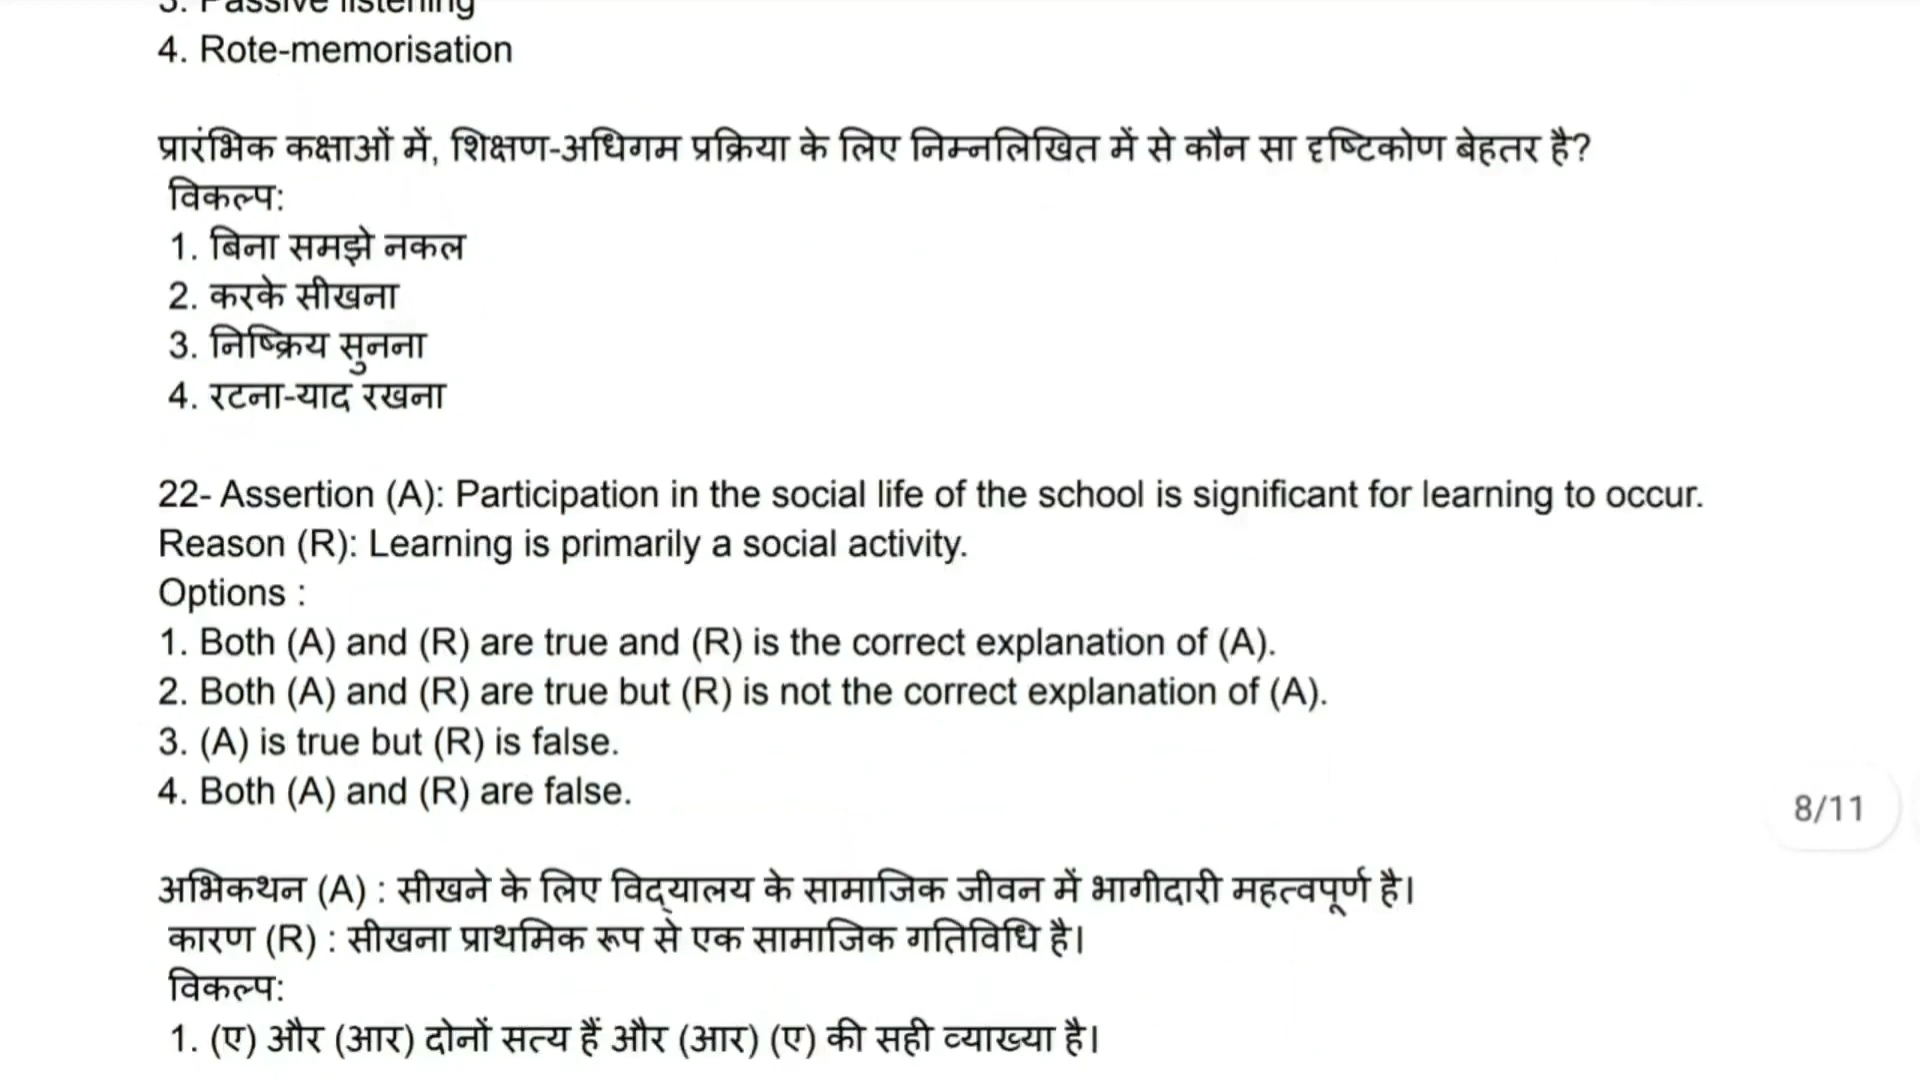 3. Passive listening
4. Rote-memorisation
प्रारंभिक कक्षाओं में, शिक्षण-अधिगम प्रक्रिया के लिए निम्नलिखित में से कौन सा दृष्टिकोण बेहतर है?
विकल्प:
1. बिना समझे नकल
2. करके सीखना
3. निष्क्रिय सुनना
4. रटना-याद रखना
22- Assertion (A): Participation in the social life of the school is significant for learning to occur.
Reason (R): Learning is primarily a social activity.
Options :
1. Both (A) and (R) are true and (R) is the correct explanation of (A).
2. Both (A) and (R) are true but (R) is not the correct explanation of (A).
3. (A) is true but (R) is false.
4. Both (A) and (R) are false.
8/11
अभिकथन (A) : सीखने के लिए विद्यालय के सामाजिक जीवन में भागीदारी महत्वपूर्ण है।
कारण (R) : सीखना प्राथमिक रूप से एक सामाजिक गतिविधि है।
विकल्प:
1. (ए) और (आर) दोनों सत्य हैं और (आर) (ए) की सही व्याख्या है।